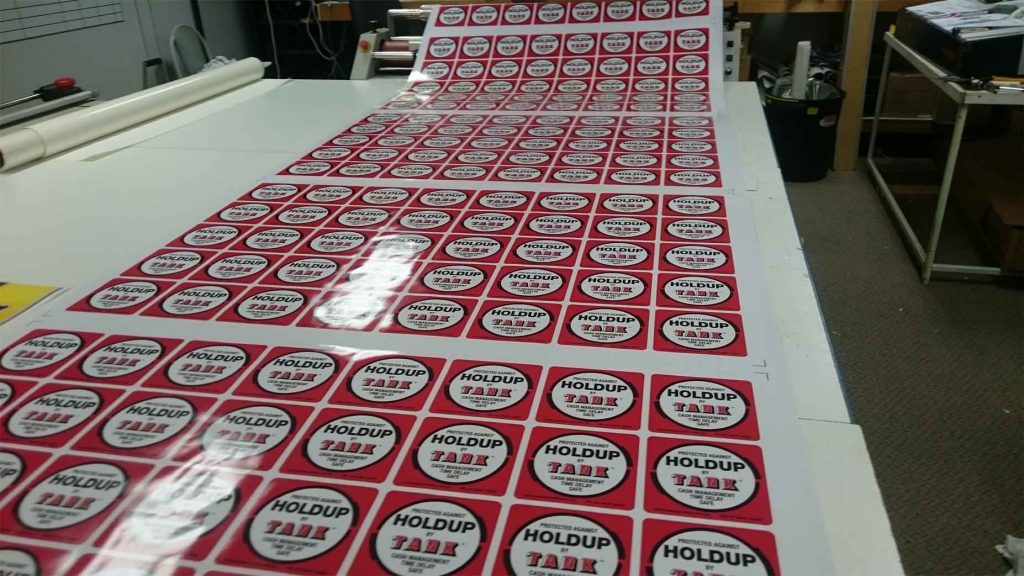 PROTECTED AGAINST
HOLDUP
BY
TANK
CASH MANAGEMENT
TIME DELAY
SAFE